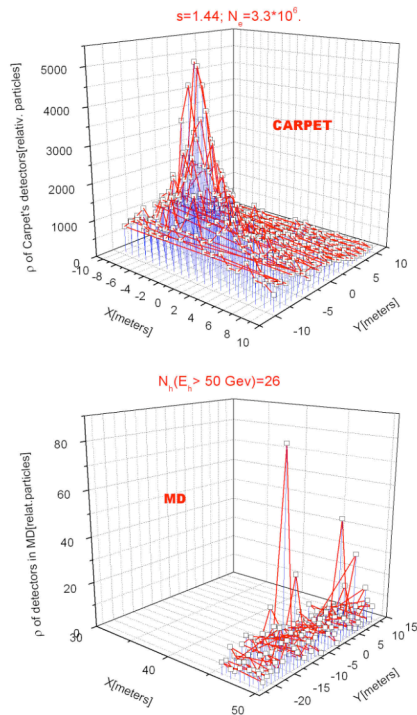 s=1.44; Nₑ=3.3*10⁶.
5000
4000
3000
2000
1000
0
ρ of Carpet's detectors[relativ. particles]
CARPET
-10 -8 -6 -4 -2 0 2 4 6 8 10
X[meters]
-10 -5 0 5 10
Y[meters]
Nₕ(Eₕ> 50 Gev)=26
80
60
40
20
ρ of detectors in MD[relat.particles]
MD
30 40 50
X[meters]
-20 -15 -10 -5 0 5 10 15
Y[meters]